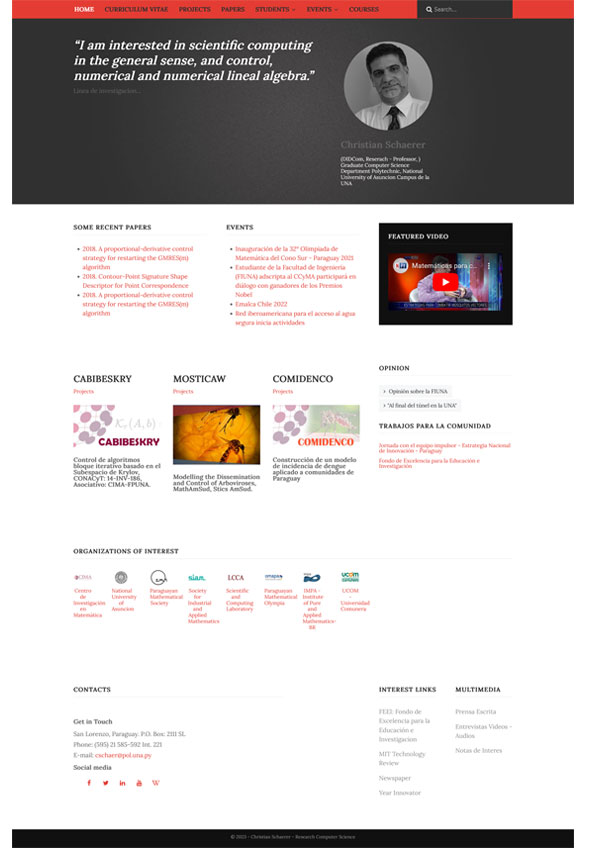 HOME CURRICULUM VITAE PROJECTS PAPERS STUDENTS EVENTS COURSES Search...
“I am interested in scientific computing
in the general sense, and control,
numerical and numerical lineal algebra.”
Linea de investigacion...
Christian Schaerer
(DIDCom, Reserach - Professor, )
Graduate Computer Science
Department Polytechnic, National
University of Asuncion Campus de la
UNA
SOME RECENT PAPERS
2018. A proportional-derivative control
strategy for restarting the GMRES(m)
algorithm
2018. Contour-Point Signature Shape
Descriptor for Point Correspondence
2018. A proportional-derivative control
strategy for restarting the GMRES(m)
algorithm
EVENTS
Inauguración de la 32ª Olimpiada de
Matemática del Cono Sur - Paraguay 2021
Estudiante de la Facultad de Ingeniería
(FIUNA) adscripta al CCyMA participará en
diálogo con ganadores de los Premios
Nobel
Emalca Chile 2022
Red iberoamericana para el acceso al agua
segura inicia actividades
FEATURED VIDEO
Matemáticas para c...
CABIBESKRY
Projects
CABIBESKRY
Control de algoritmos
bloque iterativo basado en el
Subespacio de Krylov,
CONACyT: 14-INV-186,
Asociativo: CIMA-FPUNA.
MOSTICAW
Projects
Modelling the Dissemination
and Control of Arboviroses,
MathAmSud, Stics AmSud.
COMIDENCO
Projects
COMIDENCO
Construcción de un modelo
de incidencia de dengue
aplicado a comunidades de
Paraguay
OPINION
Opinión sobre la FIUNA
"Al final del túnel en la UNA"
TRABAJOS PARA LA COMUNIDAD
Jornada con el equipo impulsor - Estrategia Nacional
de Innovación - Paraguay
Fondo de Excelencia para la Educación e
Investigación
ORGANIZATIONS OF INTEREST
CIMA
Centro
de
Investigación
en
Matemática
National
University
of
Asuncion
Paraguayan
Mathematical
Society
siam
Society
for
Industrial
and
Applied
Mathematics
LCCA
Scientific
and
Computing
Laboratory
omapa
Paraguayan
Mathematical
Olympia
IMPA -
Institute
of Puer
and
Applied
Mathematics-
BR
ucom
UCOM
-
Universidad
Comunera
CONTACTS
Get in Touch
San Lorenzo, Paraguay. P.O. Box: 2111 SL
Phone: (595) 21 585-592 Int. 221
E-mail: cschaer@pol.una.py
Social media
INTEREST LINKS
FEEI: Fondo de
Excelencia para la
Educación e
Investigacion
MIT Technology
Review
Newspaper
Year Innovator
MULTIMEDIA
Prensa Escrita
Entrevistas Videos -
Audios
Notas de Interes
© 2023 - Christian Schaerer - Research Computer Science